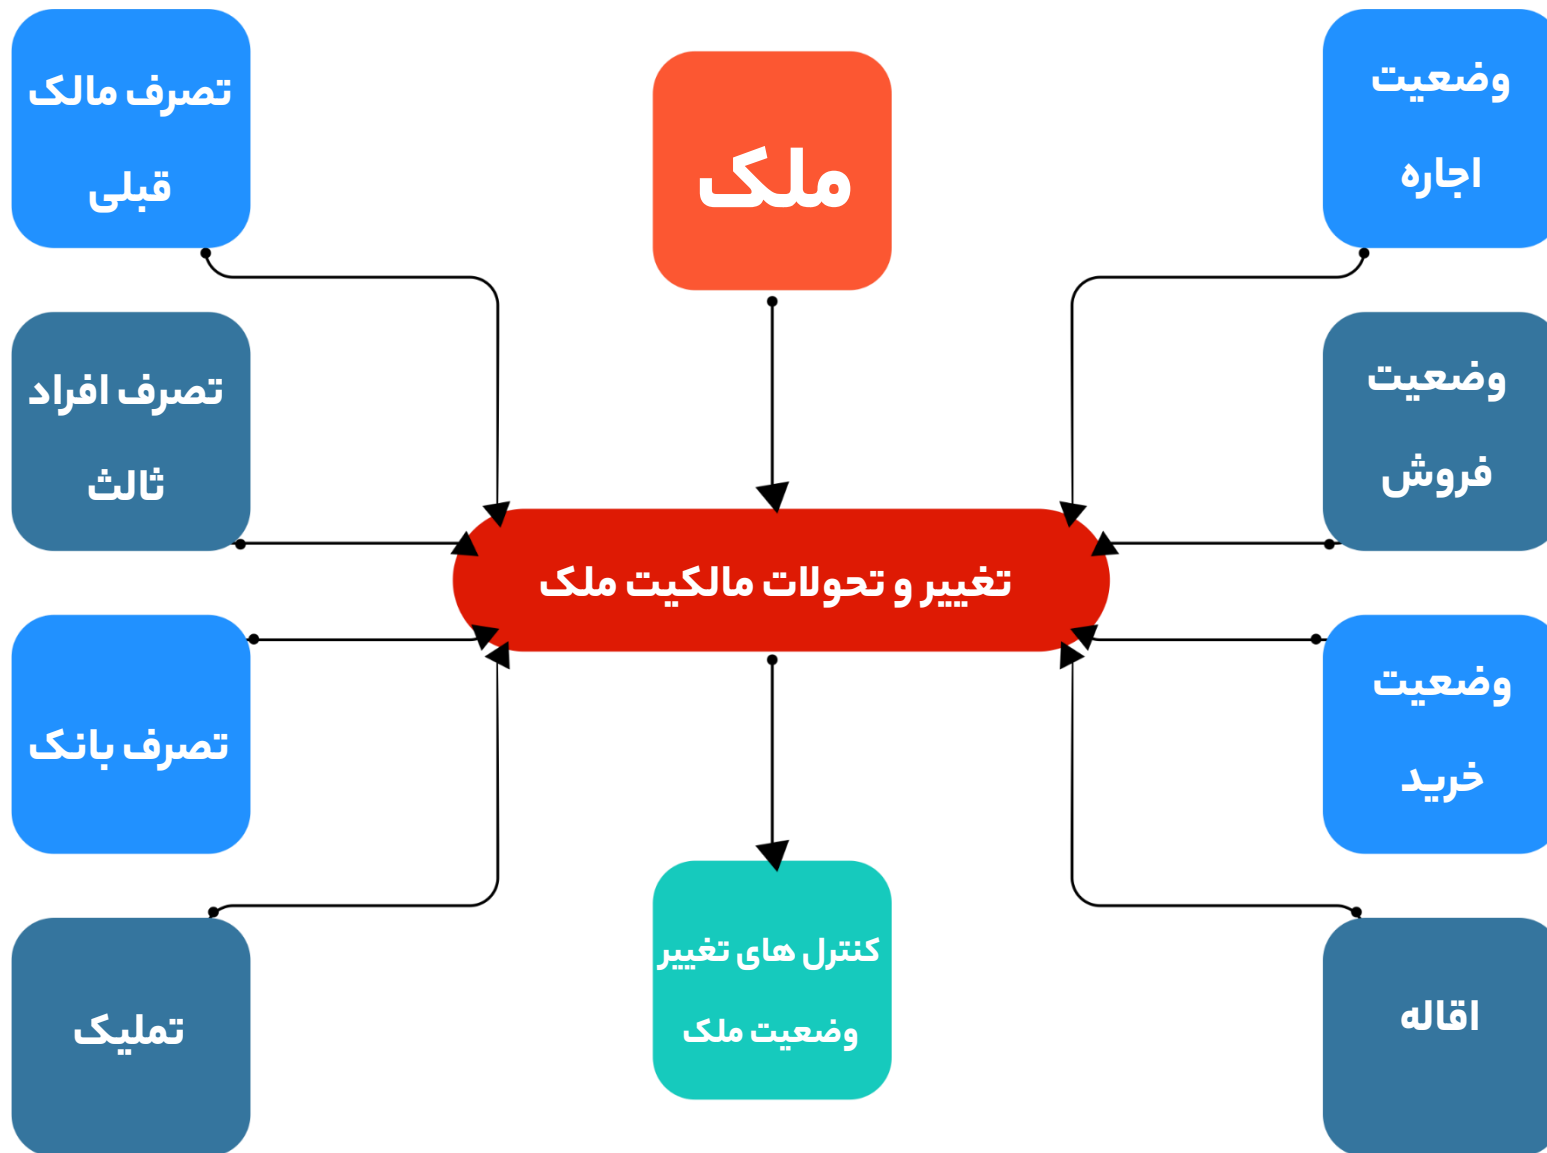 ملک
وضعیت
اجاره
وضعیت
فروش
وضعیت
خرید
اقاله
تصرف مالک
قبلی
تصرف افراد
ثالث
تصرف بانک
تملیک
تغییر و تحولات مالکیت ملک
کنترل های تغییر
وضعیت ملک